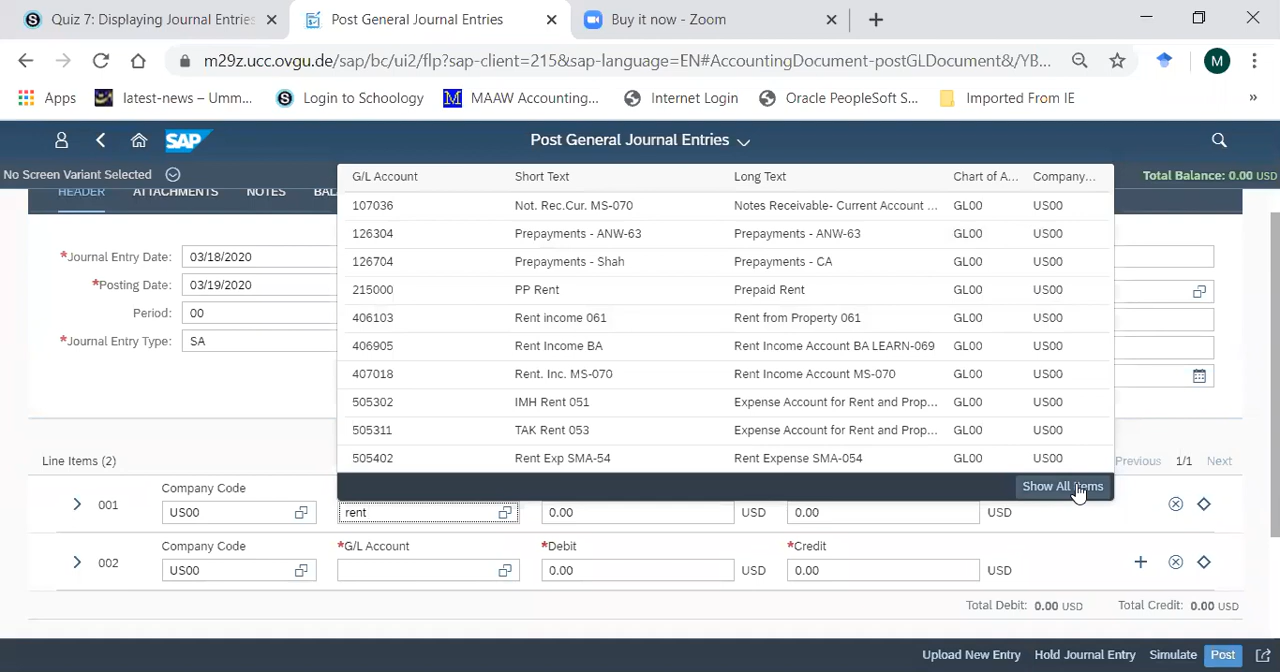 Quiz 7: Displaying Journal Entries
Post General Journal Entries
Buy it now - Zoom
m29z.ucc.ovgu.de/sap/bc/ui2/flp?sap-client=215&sap-language=EN#AccountingDocument-postGLDocument&/YB...
M
Apps
latest-news – Umm...
Login to Schoology
M
MAAW Accounting...
Internet Login
Oracle PeopleSoft S...
Imported From IE
»
SAP
Post General Journal Entries
No Screen Variant Selected
Total Balance: 0.00 USD
HEADER ATTACHMENTS NOTES BAL
G/L Account Short Text Long Text Chart of A... Company...
107036 Not. Rec.Cur. MS-070 Notes Receivable- Current Account ... GL00 US00
126304 Prepayments - ANW-63 Prepayments - ANW-63 GL00 US00
126704 Prepayments - Shah Prepayments - CA GL00 US00
215000 PP Rent Prepaid Rent GL00 US00
406103 Rent income 061 Rent from Property 061 GL00 US00
406905 Rent Income BA Rent Income Account BA LEARN-069 GL00 US00
407018 Rent. Inc. MS-070 Rent Income Account MS-070 GL00 US00
505302 IMH Rent 051 Expense Account for Rent and Prop... GL00 US00
505311 TAK Rent 053 Expense Account for Rent and Prop... GL00 US00
505402 Rent Exp SMA-54 Rent Expense SMA-054 GL00 US00
Show All Items
*Journal Entry Date: 03/18/2020
*Posting Date: 03/19/2020
Period: 00
*Journal Entry Type: SA
Line Items (2)
Previous 1/1 Next
Company Code
001 US00 rent 0.00 USD 0.00 USD
Company Code *G/L Account *Debit *Credit
002 US00 0.00 USD 0.00 USD
Total Debit: 0.00 USD Total Credit: 0.00 USD
Upload New Entry Hold Journal Entry Simulate Post